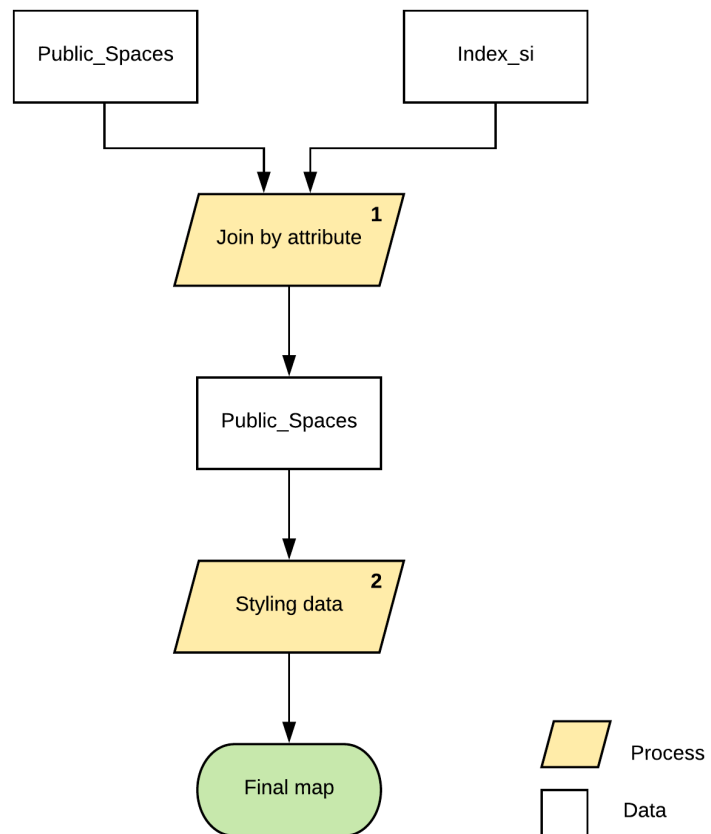 Public_Spaces
Index_si
1
Join by attribute
Public_Spaces
2
Styling data
Final map
Process
Data